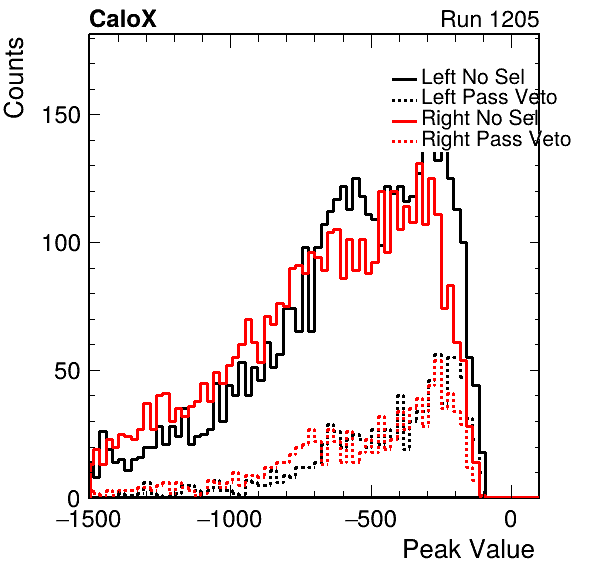 CaloX Run 1205
Counts
Left No Sel
Left Pass Veto
Right No Sel
Right Pass Veto
150
100
50
0
−1500 −1000 −500 0
Peak Value